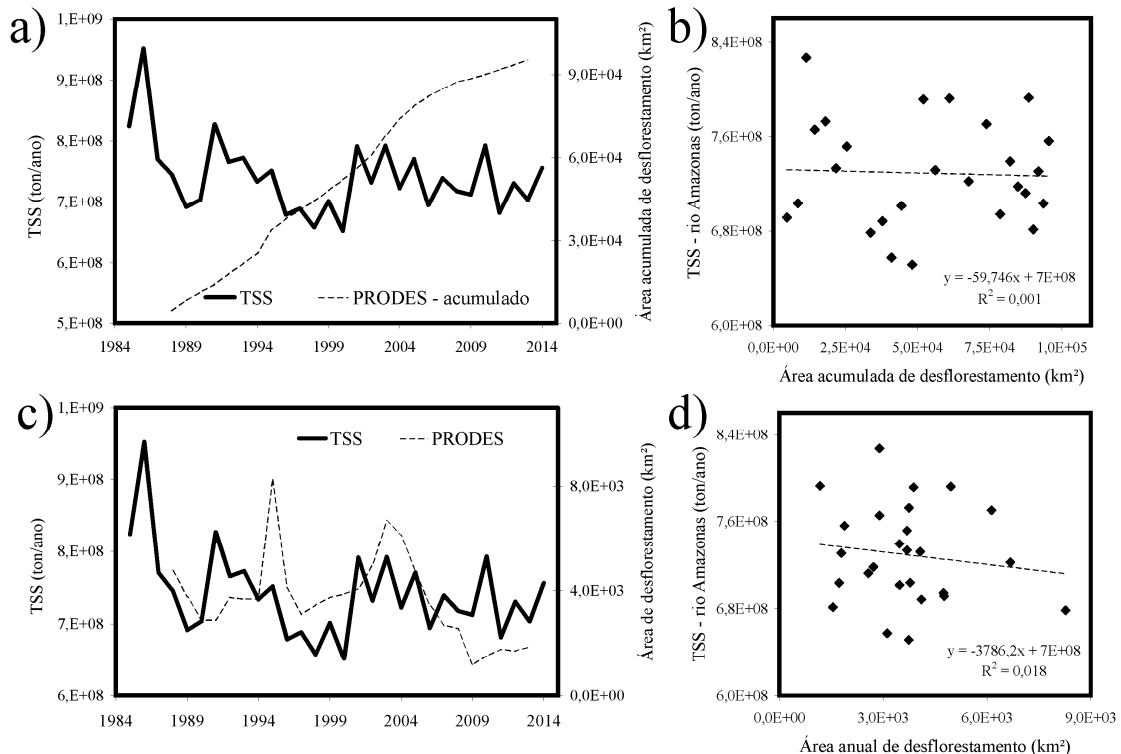 a)
1,E+09
9,E+08
8,E+08
7,E+08
6,E+08
5,E+08
TSS (ton/ano)
9,0E+04
6,0E+04
3,0E+04
0,0E+00
Área acumulada de desflorestamento (km²)
TSS
PRODES - acumulado
1984 1989 1994 1999 2004 2009 2014
b)
8,4E+08
7,6E+08
6,8E+08
6,0E+08
TSS - rio Amazonas (ton/ano)
y = -59,746x + 7E+08
R² = 0,001
0,0E+00 2,5E+04 5,0E+04 7,5E+04 1,0E+05
Área acumulada de desflorestamento (km²)
c)
1,E+09
9,E+08
8,E+08
7,E+08
6,E+08
TSS (ton/ano)
TSS
PRODES
8,0E+03
4,0E+03
0,0E+00
Área de desflorestamento (km²)
1984 1989 1994 1999 2004 2009 2014
d)
8,4E+08
7,6E+08
6,8E+08
6,0E+08
TSS - rio Amazonas (ton/ano)
y = -3786,2x + 7E+08
R² = 0,018
0,0E+00 3,0E+03 6,0E+03 9,0E+03
Área anual de desflorestamento (km²)